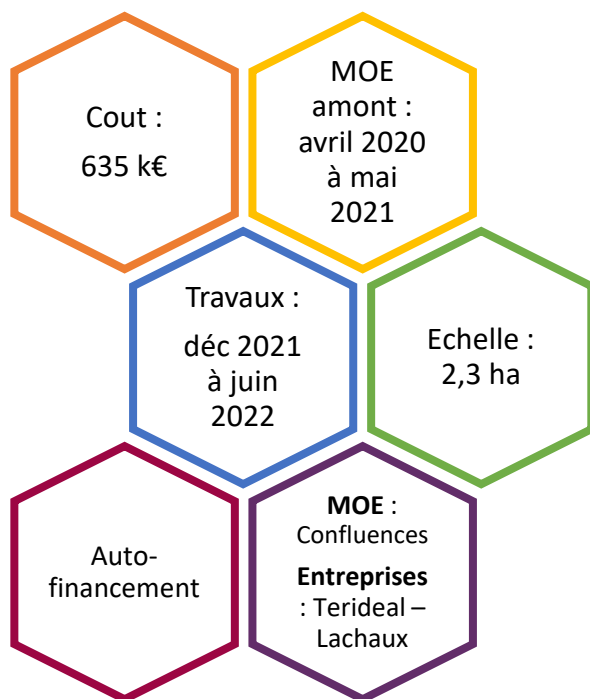 Cout :
635 k€
MOE
amont :
avril 2020
à mai
2021
Travaux :
déc 2021
à juin
2022
Echelle :
2,3 ha
Auto-
financement
MOE :
Confluences
Entreprises
: Terideal –
Lachaux